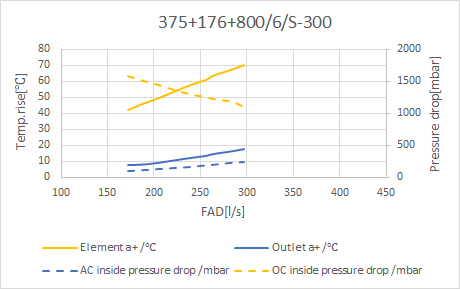 375+176+800/6/S-300
80 2000
70
60 1500
50
40 1000
30
20 500
10
0 0
100 150 200 250 300 350 400 450
Temp.rise[°C]
Pressure drop[mbar]
FAD[l/s]
Element a+ /°C Outlet a+ /°C
AC inside pressure drop /mbar OC inside pressure drop /mbar